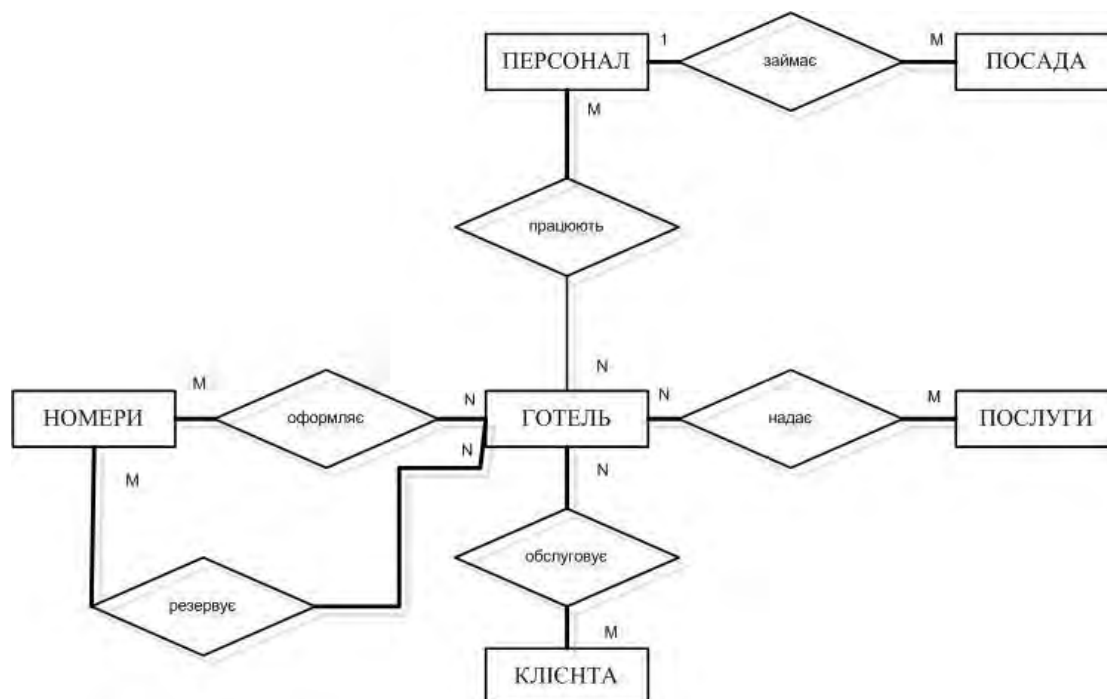 ПЕРСОНАЛ
1
займає
М
ПОСАДА
М
працюють
N
НОМЕРИ
М
оформляє
N
ГОТЕЛЬ
N
надає
М
ПОСЛУГИ
М
N
N
резервує
обслуговує
М
КЛІЄНТА